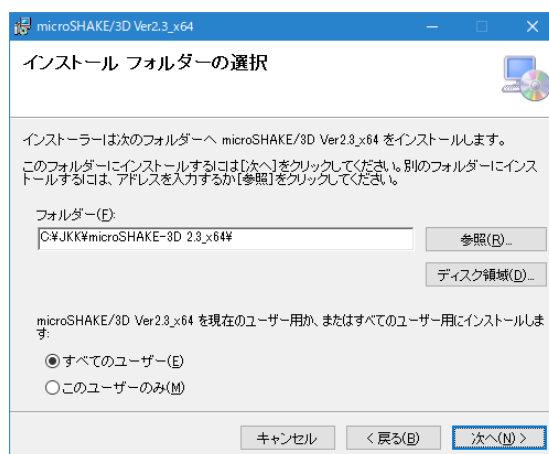 microSHAKE/3D Ver2.3_x64
インストール フォルダーの選択
インストーラーは次のフォルダーへ microSHAKE/3D Ver2.3_x64 をインストールします。
このフォルダーにインストールするには[次へ]をクリックしてください。別のフォルダーにインス
トールするには、アドレスを入力するか[参照]をクリックしてください。
フォルダー(F):
C:¥JKK¥microSHAKE-3D 2.3_x64¥
参照(R)...
ディスク領域(D)...
microSHAKE/3D Ver2.3_x64 を現在のユーザー用か、またはすべてのユーザー用にインストールしま
す:
すべてのユーザー(E)
このユーザーのみ(M)
キャンセル
< 戻る(B)
次へ(N) >